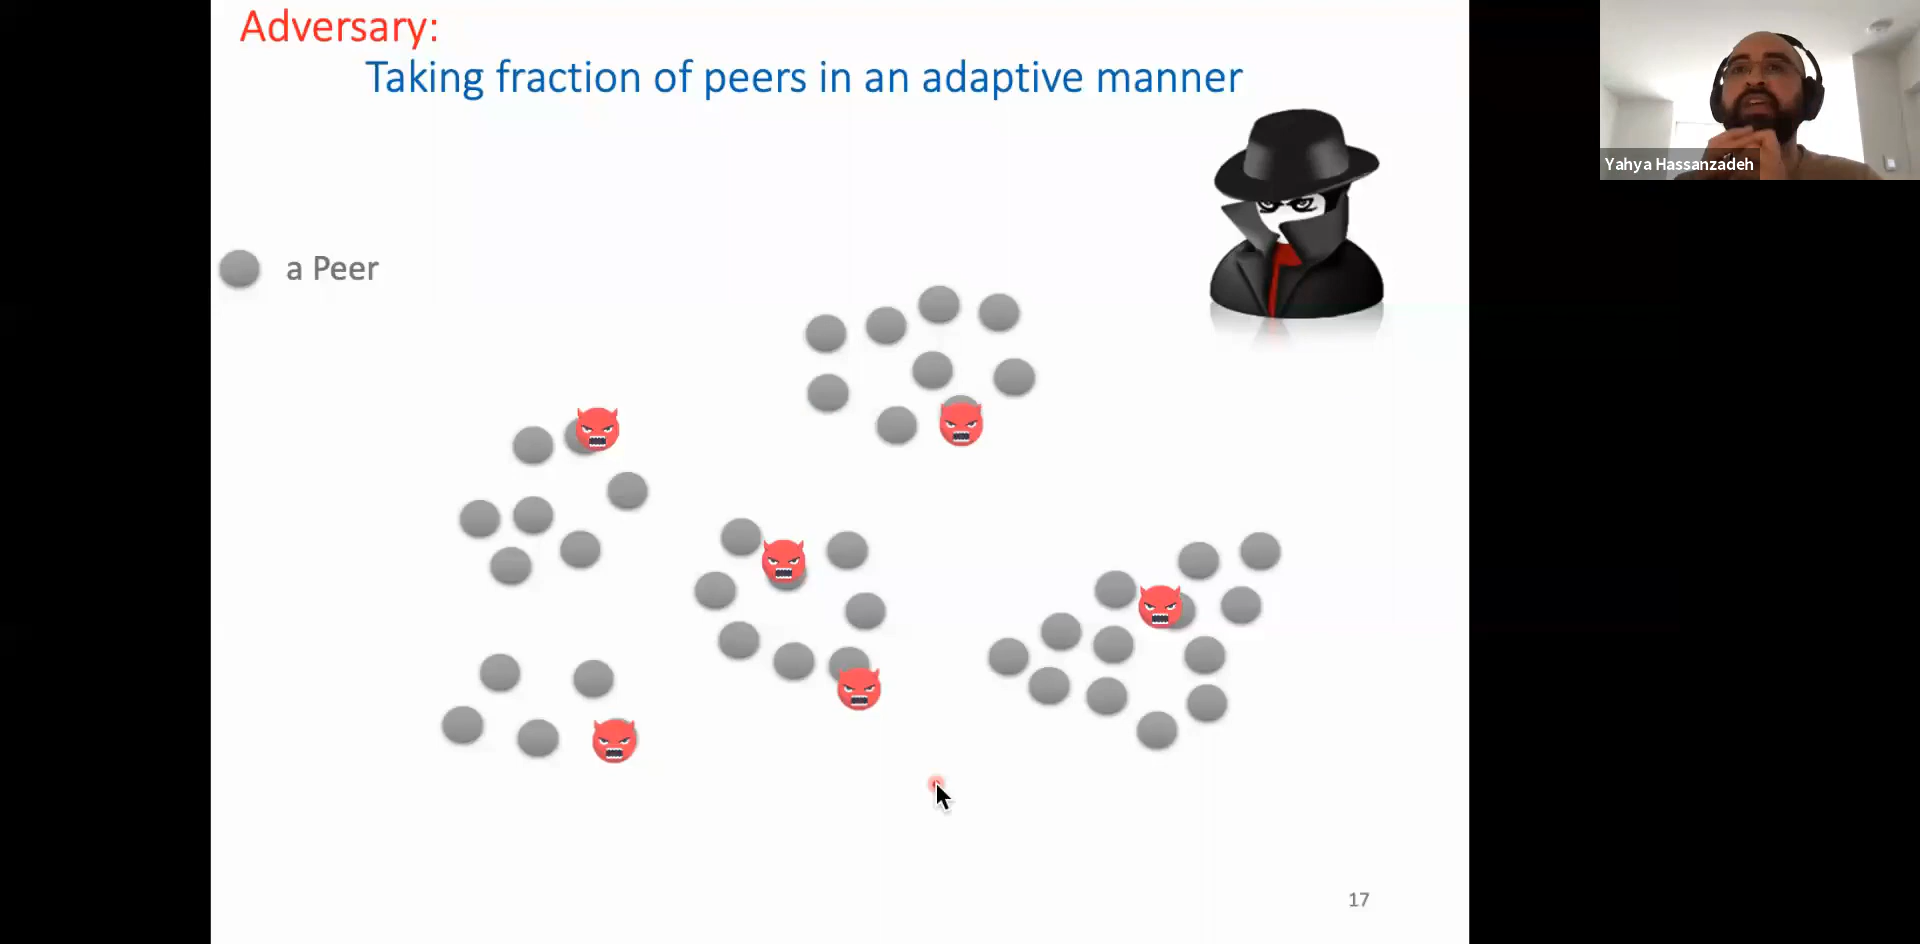 Adversary:
Taking fraction of peers in an adaptive manner
Yahya Hassanzadeh
a Peer
17